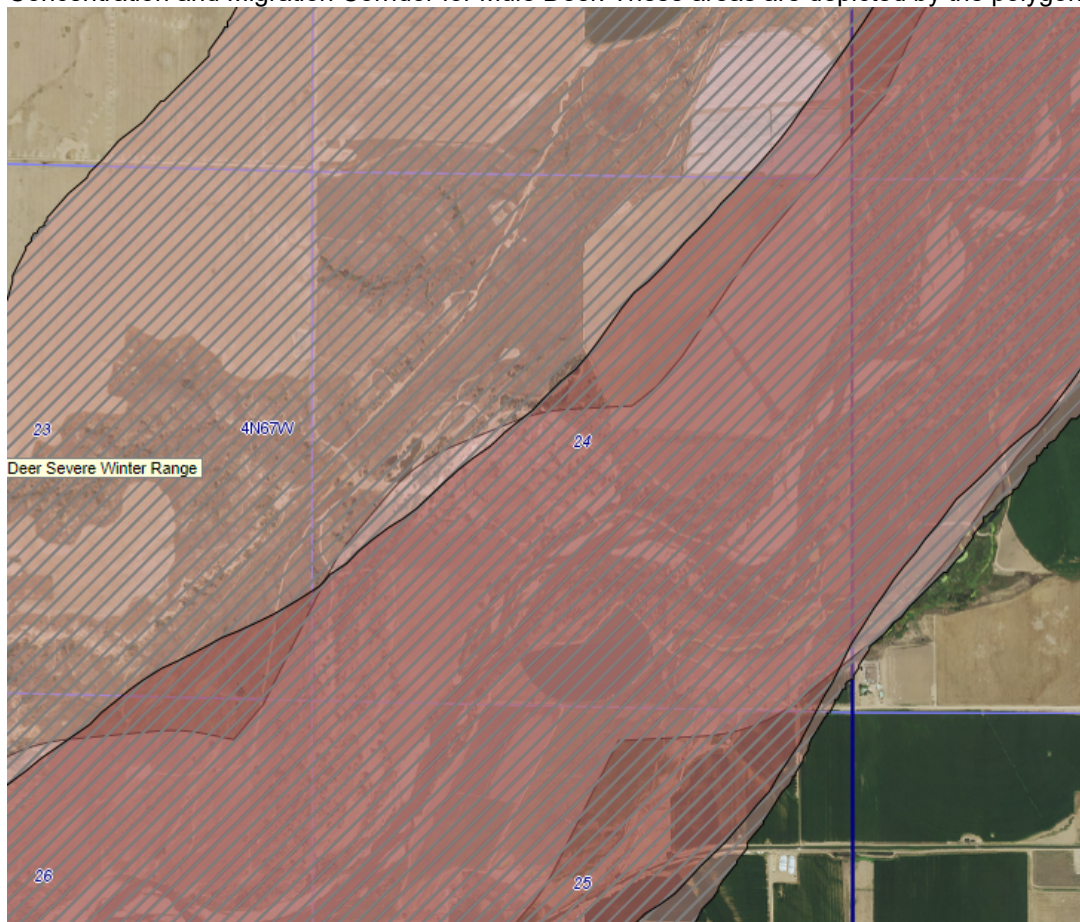 Concentration and Migration Corridor for Mule Deer. These areas are depicted by the polygon
23
4N67W
24
Deer Severe Winter Range
26
25